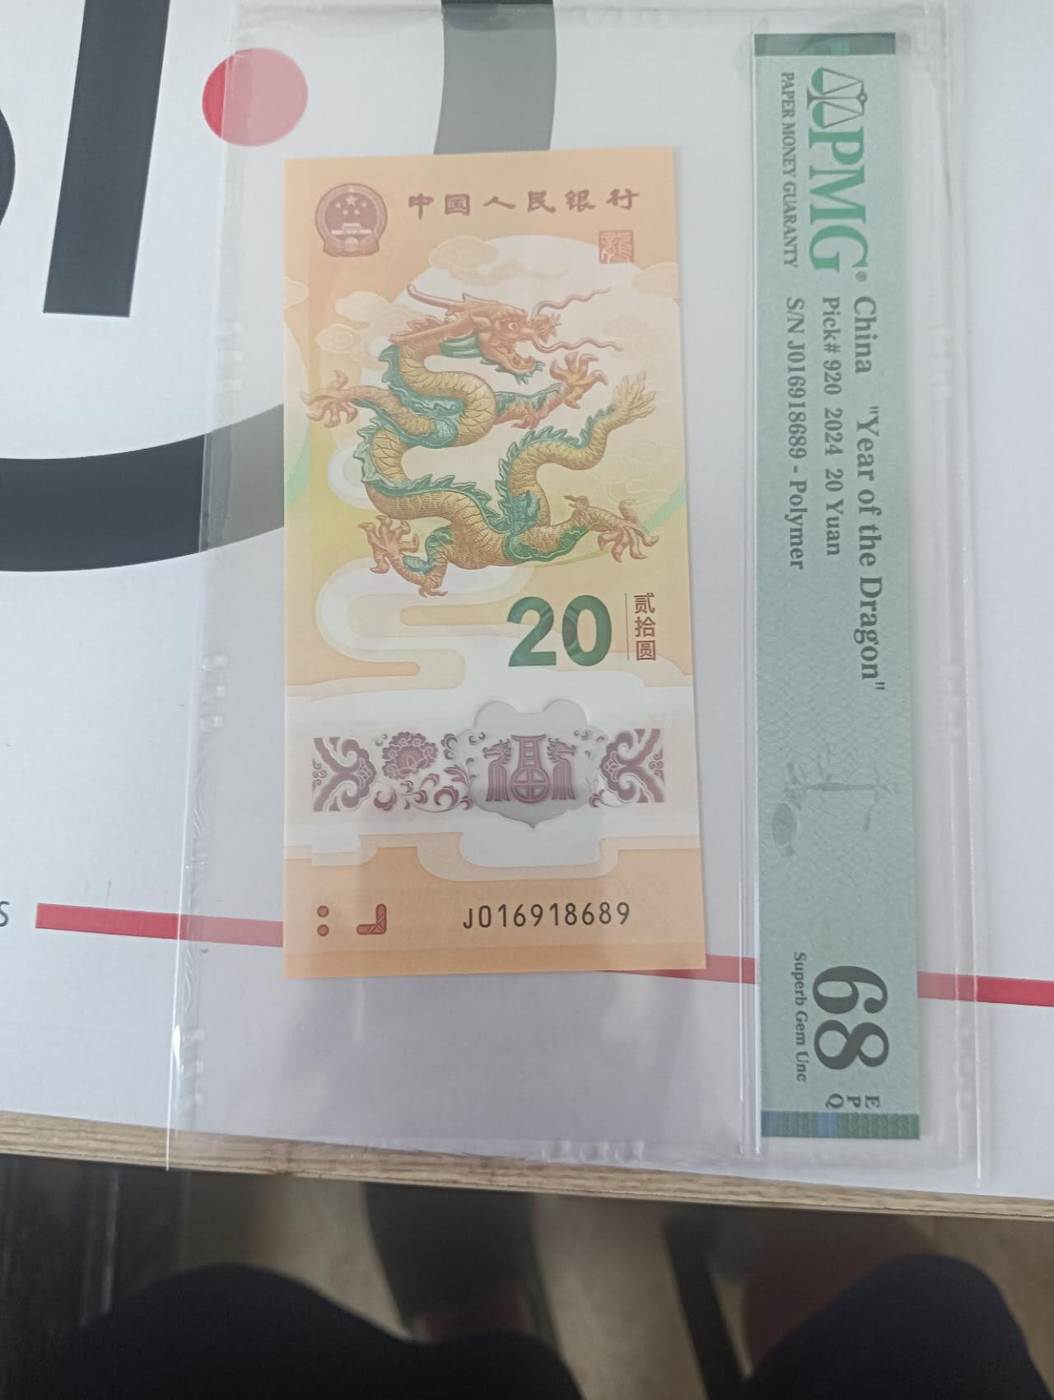 中国人民银行
龍
20
贰拾圆
J016918689
PMG®
PAPER MONEY GUARANTY
China "Year of the Dragon"
Pick# 920 2024 20 Yuan
S/N J016918689 - Polymer
68
EPQ
Superb Gem Unc
S